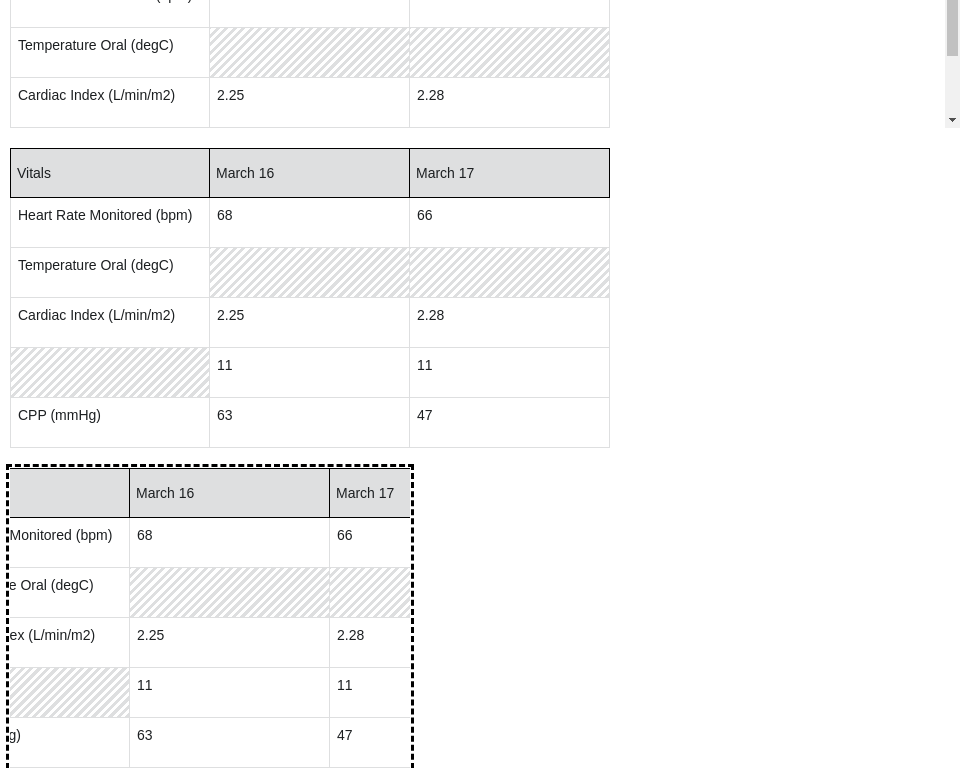 Temperature Oral (degC)
Cardiac Index (L/min/m2) 2.25 2.28
Vitals March 16 March 17
Heart Rate Monitored (bpm) 68 66
Temperature Oral (degC)
Cardiac Index (L/min/m2) 2.25 2.28
11 11
CPP (mmHg) 63 47
March 16 March 17
Monitored (bpm) 68 66
e Oral (degC)
ex (L/min/m2) 2.25 2.28
11 11
g) 63 47